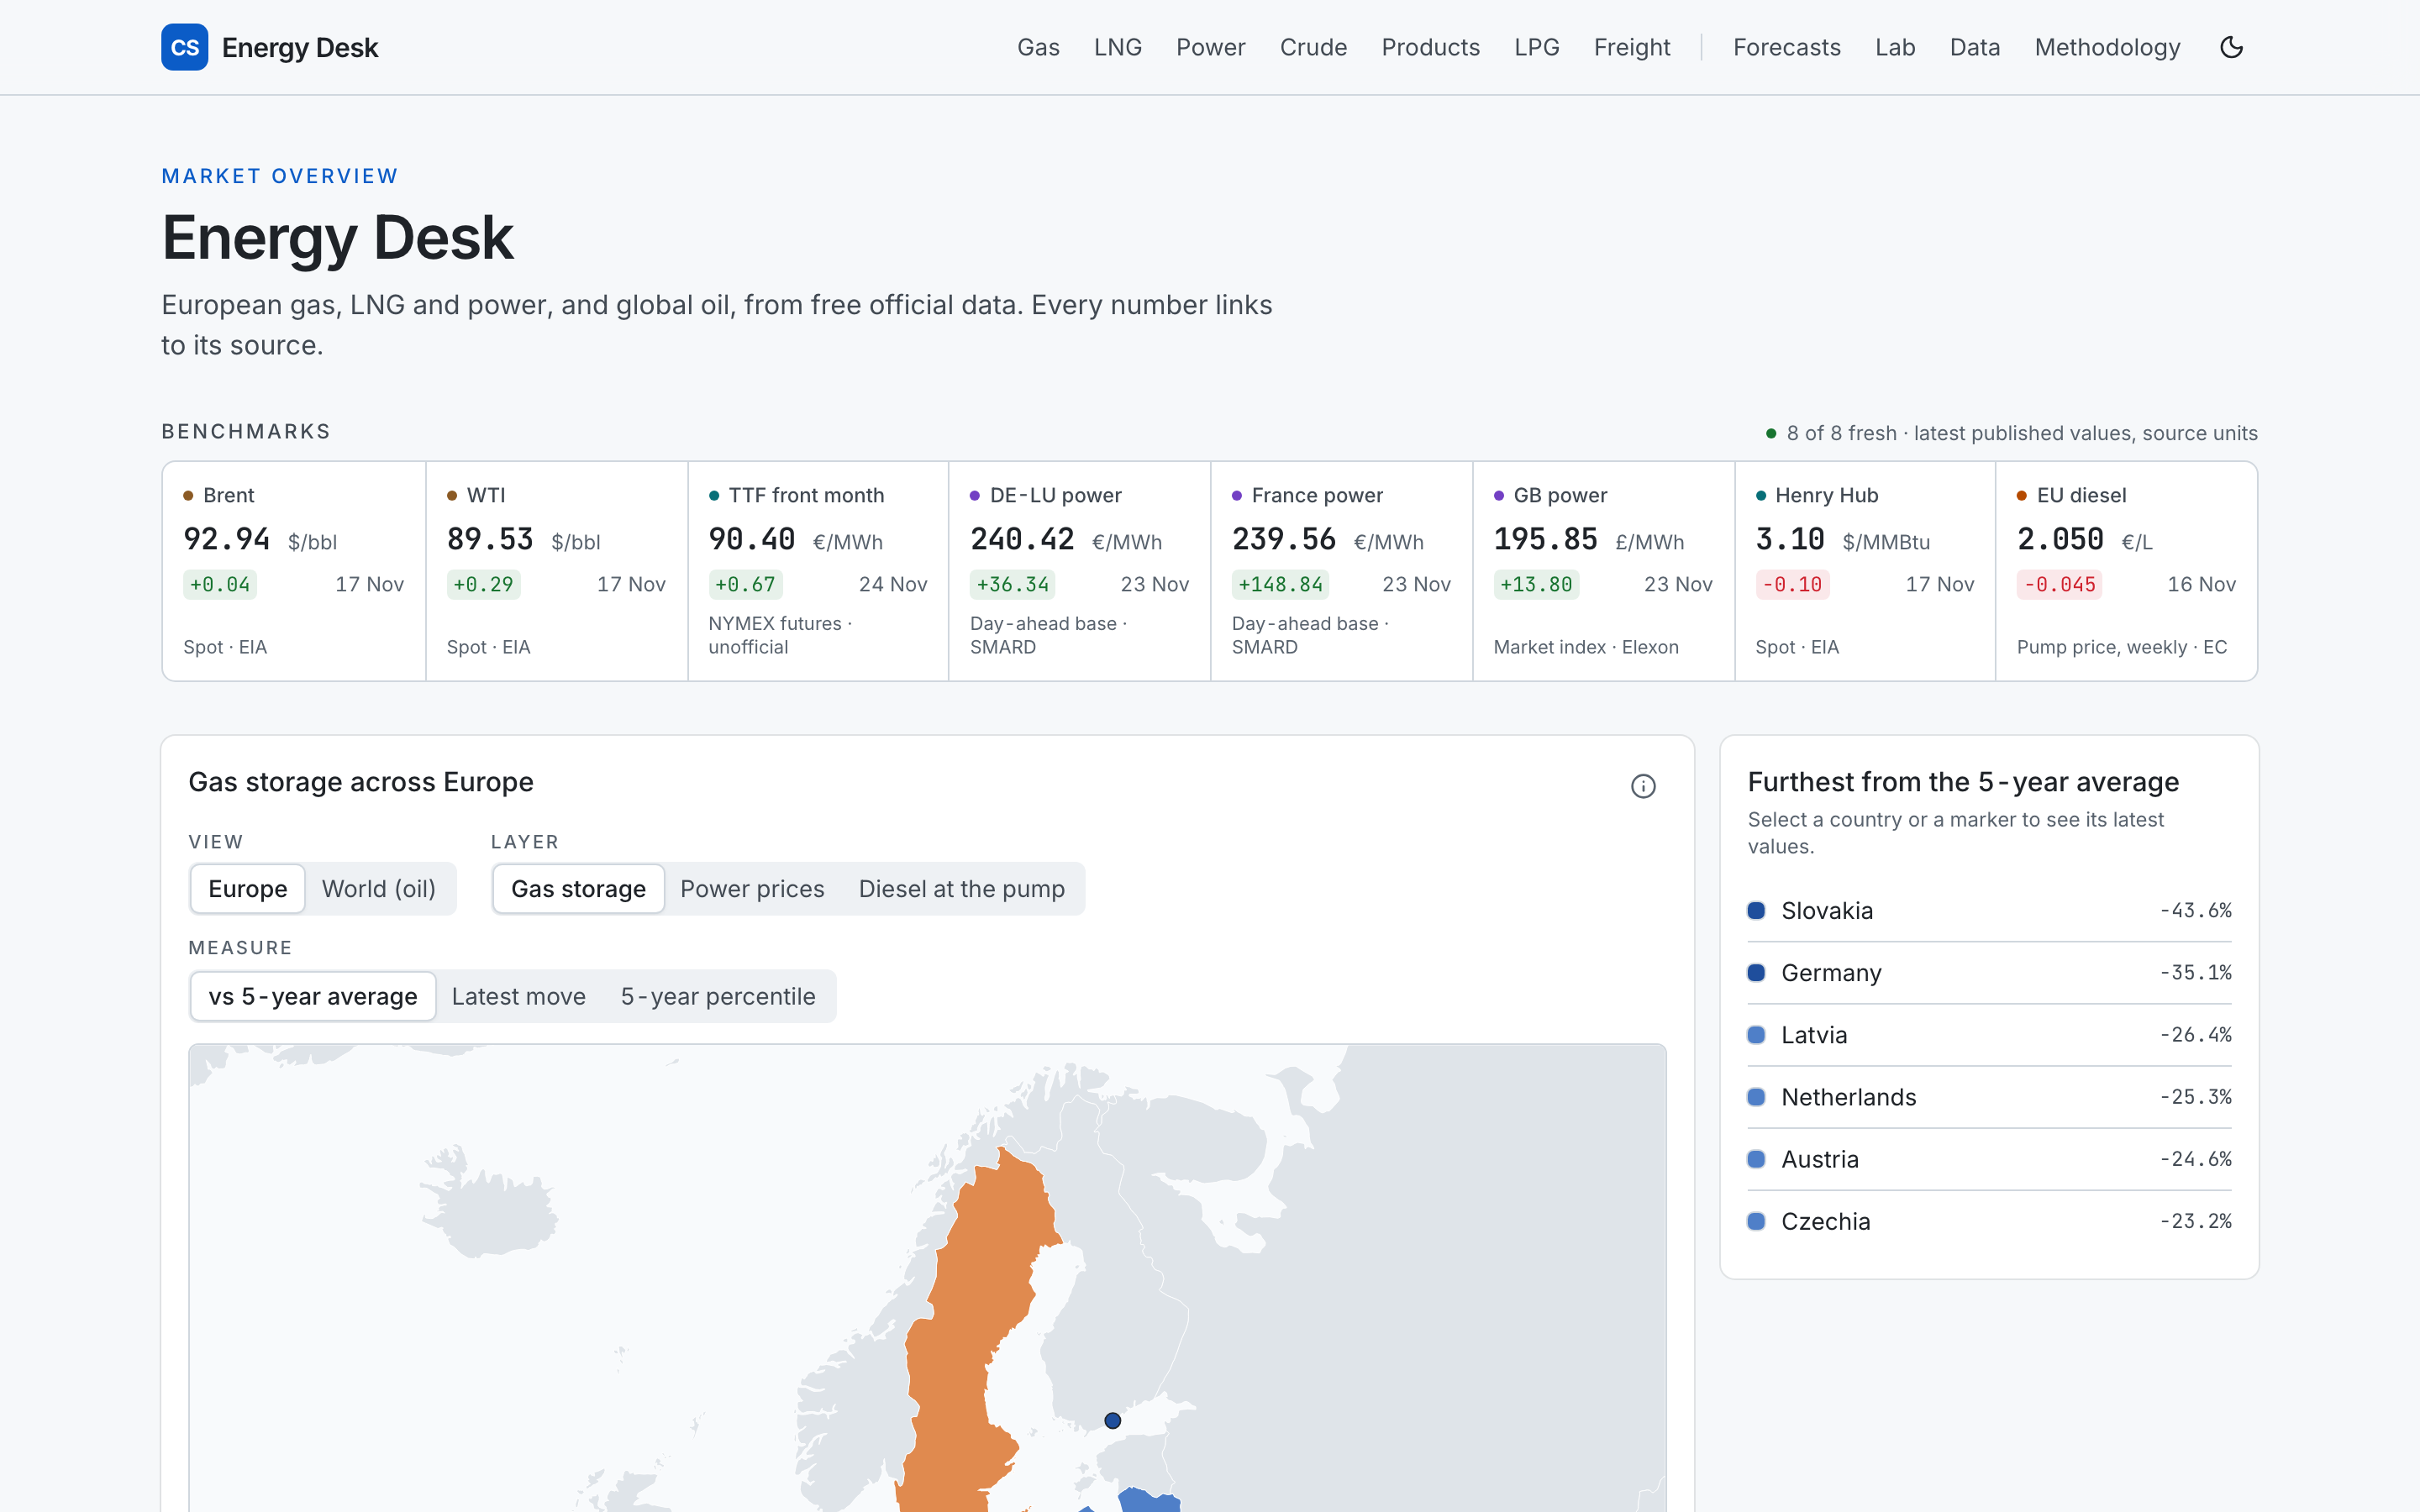 CS Energy Desk
Gas LNG Power Crude Products LPG Freight Forecasts Lab Data Methodology
MARKET OVERVIEW
Energy Desk
European gas, LNG and power, and global oil, from free official data. Every number links
to its source.
BENCHMARKS
8 of 8 fresh · latest published values, source units
Brent
92.94 $/bbl
+0.04 17 Nov
Spot · EIA
WTI
89.53 $/bbl
+0.29 17 Nov
Spot · EIA
TTF front month
90.40 €/MWh
+0.67 24 Nov
NYMEX futures ·
unofficial
DE-LU power
240.42 €/MWh
+36.34 23 Nov
Day-ahead base ·
SMARD
France power
239.56 €/MWh
+148.84 23 Nov
Day-ahead base ·
SMARD
GB power
195.85 £/MWh
+13.80 23 Nov
Market index · Elexon
Henry Hub
3.10 $/MMBtu
-0.10 17 Nov
Spot · EIA
EU diesel
2.050 €/L
-0.045 16 Nov
Pump price, weekly · EC
Gas storage across Europe
VIEW
Europe World (oil)
LAYER
Gas storage Power prices Diesel at the pump
MEASURE
vs 5-year average Latest move 5-year percentile
Furthest from the 5-year average
Select a country or a marker to see its latest
values.
Slovakia -43.6%
Germany -35.1%
Latvia -26.4%
Netherlands -25.3%
Austria -24.6%
Czechia -23.2%